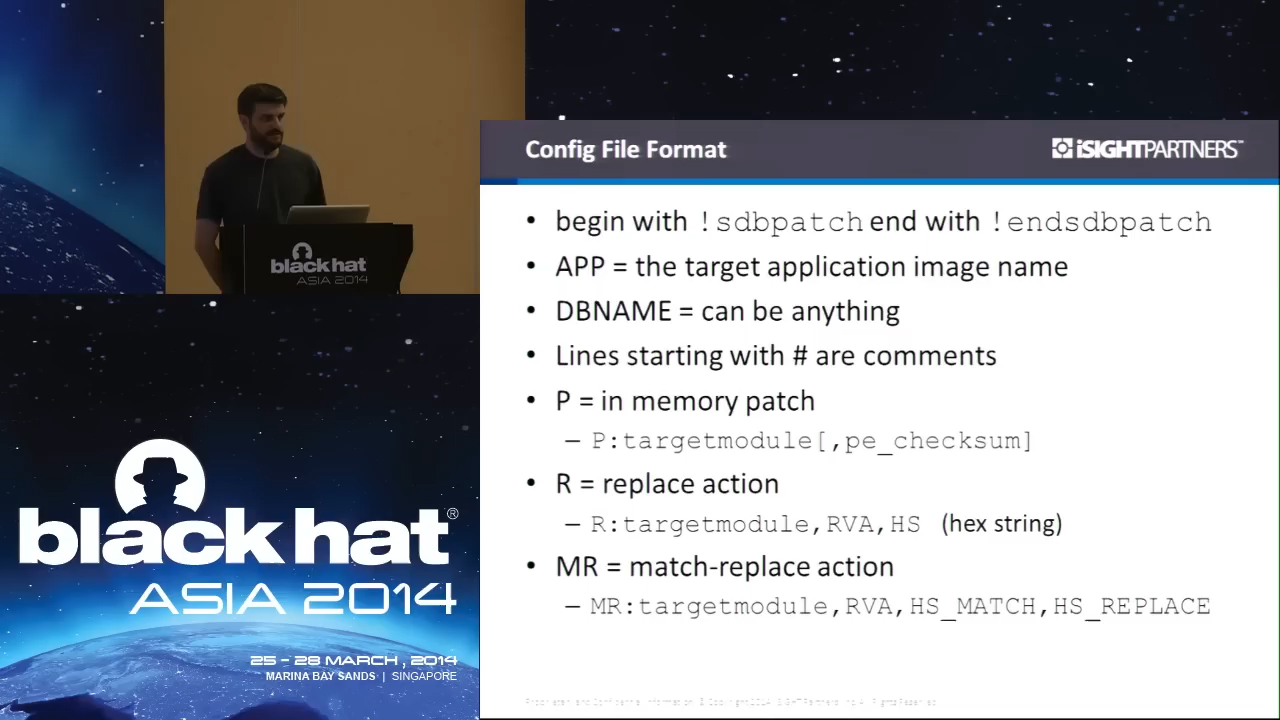 black hat
ASIA 2014
Config File Format
iSIGHTPARTNERS
• begin with !sdbpatch end with !endsdbpatch
• APP = the target application image name
• DBNAME = can be anything
• Lines starting with # are comments
• P = in memory patch
– P:targetmodule[,pe_checksum]
• R = replace action
– R:targetmodule,RVA,HS (hex string)
• MR = match-replace action
– MR:targetmodule,RVA,HS_MATCH,HS_REPLACE
black hat®
ASIA 2014
25 - 28 MARCH, 2014
MARINA BAY SANDS | SINGAPORE